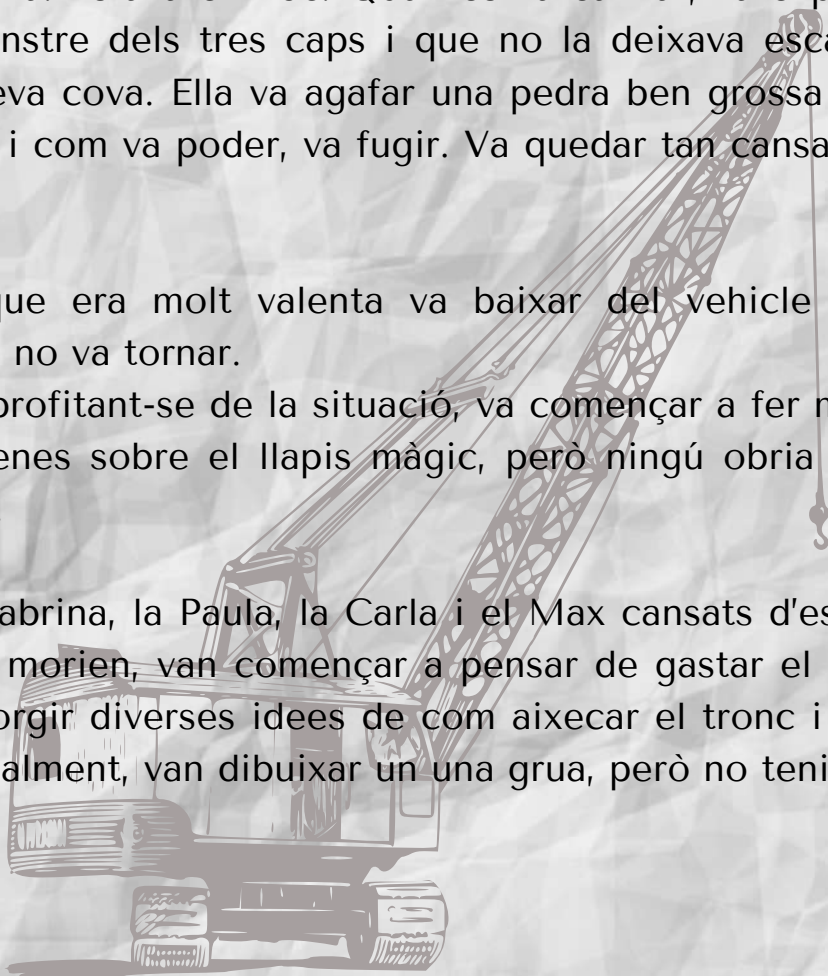 nstre dels tres caps i que no la deixava esca
eva cova. Ella va agafar una pedra ben grossa
i com va poder, va fugir. Va quedar tan cansa
que era molt valenta va baixar del vehicle
no va tornar.
profitant-se de la situació, va començar a fer
enes sobre el llapis màgic, però ningú obria
abrina, la Paula, la Carla i el Max cansats d'es
morien, van començar a pensar de gastar el
orgir diverses idees de com aixecar el tronc i
alment, van dibuixar un una grua, però no teni